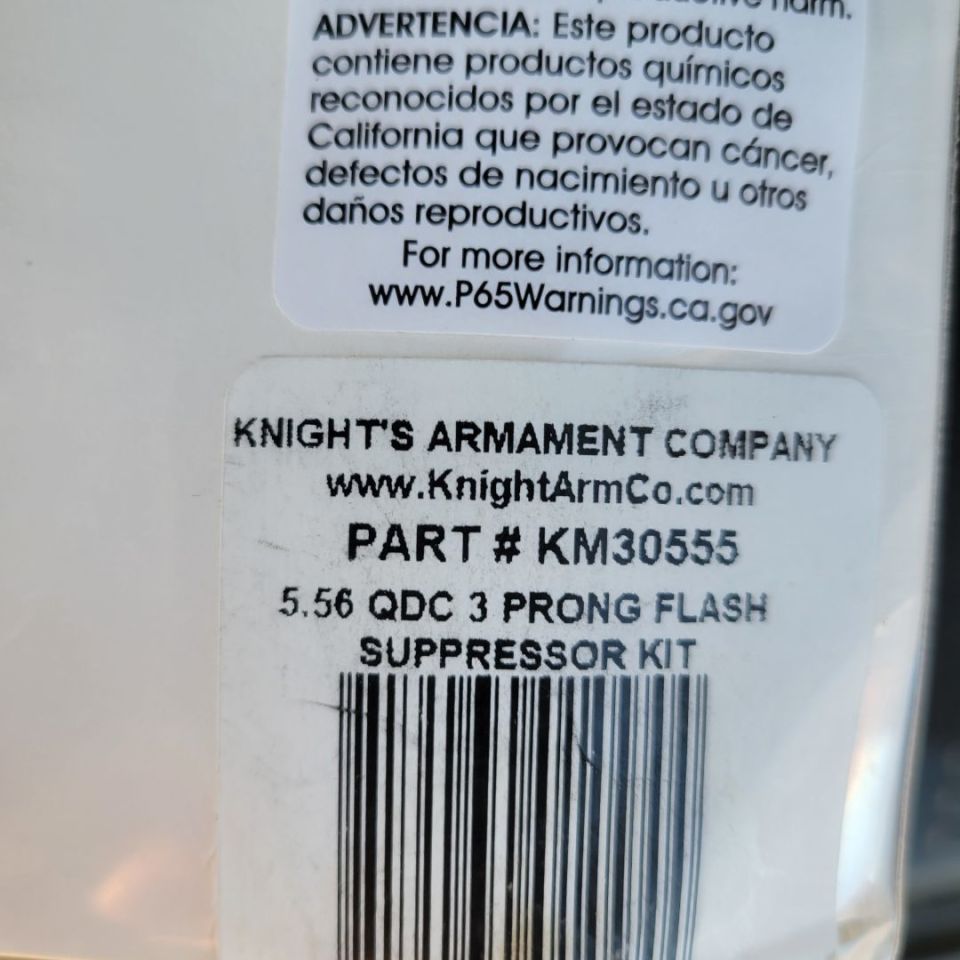 harm.
ADVERTENCIA: Este producto
contiene productos químicos
reconocidos por el estado de
California que provocan cáncer,
defectos de nacimiento u otros
daños reproductivos.
For more information:
www.P65Warnings.ca.gov
KNIGHT'S ARMAMENT COMPANY
www.KnightArmCo.com
PART # KM30555
5.56 QDC 3 PRONG FLASH
SUPPRESSOR KIT